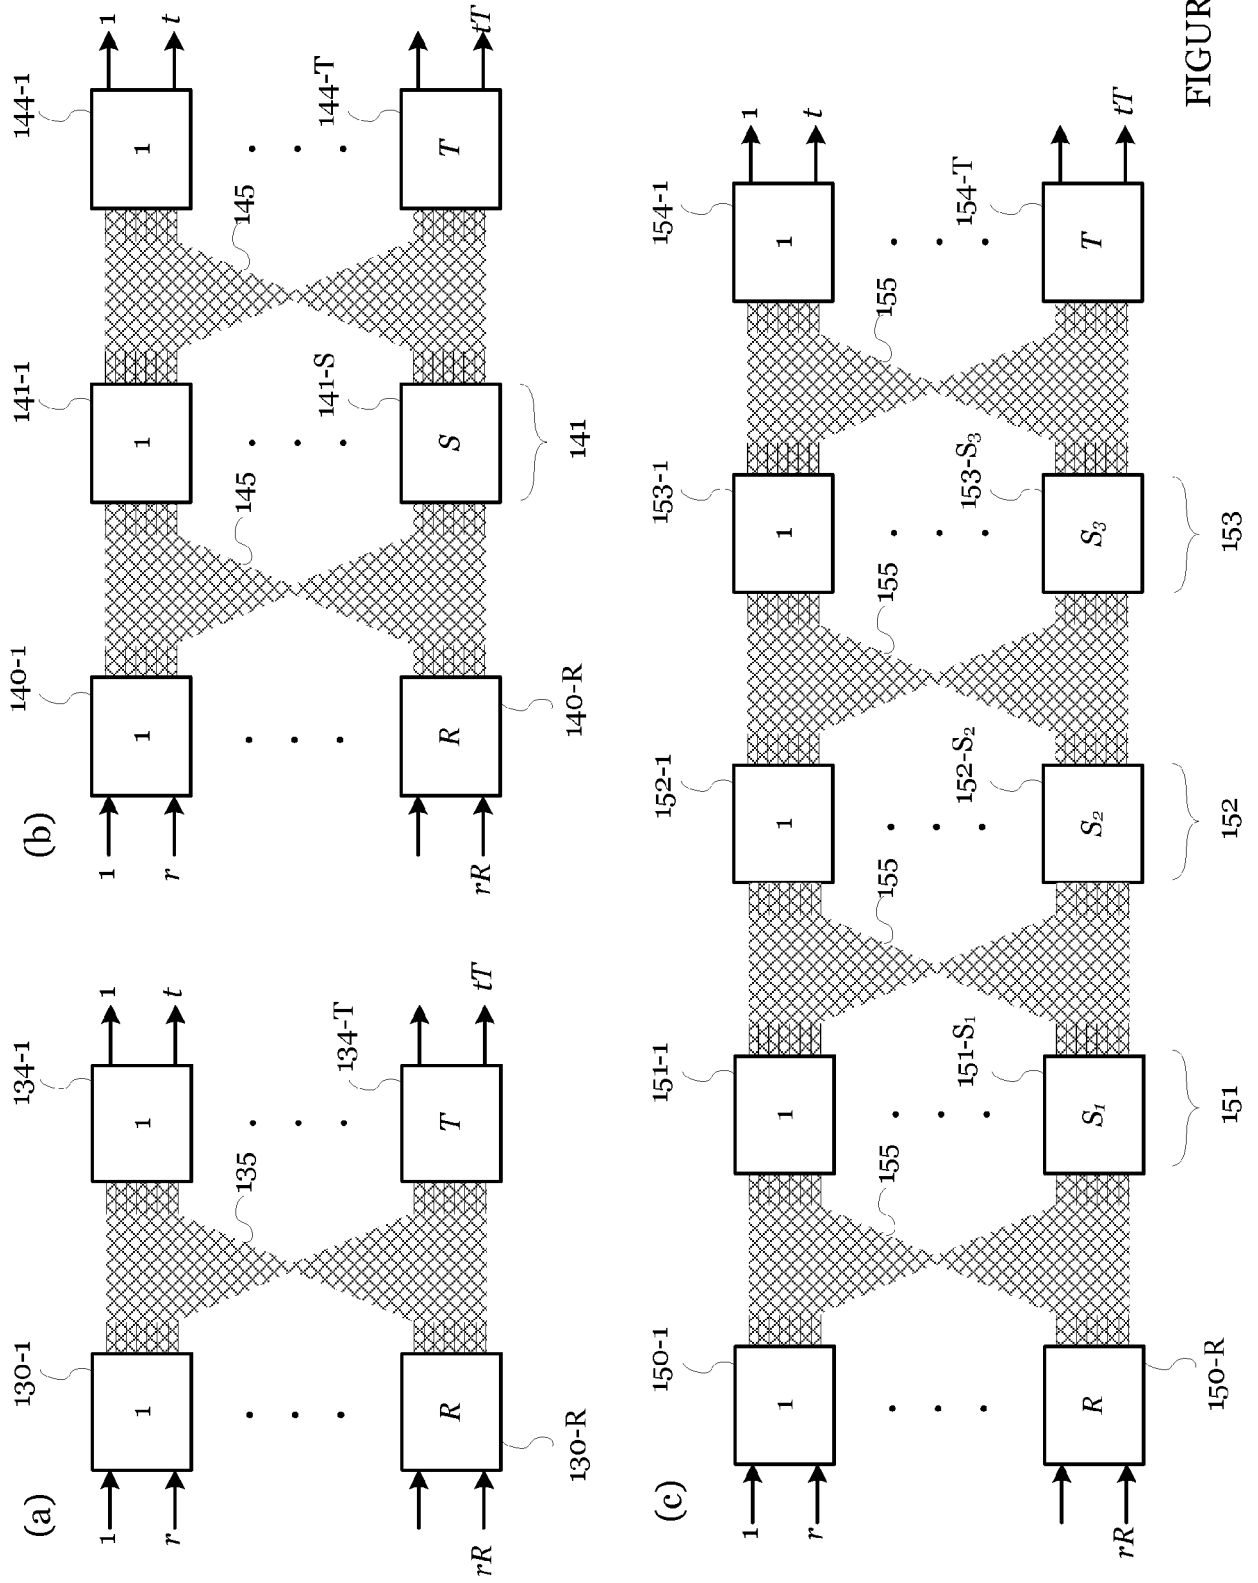 (a)
130-1
134-1
1
1
1
1
r
t
135
134-T
R
T
rR
tT
130-R
(b)
140-1
141-1
144-1
1
1
1
1
1
r
t
145
145
141-S
144-T
R
S
T
rR
tT
140-R
141
(c)
150-1
151-1
152-1
153-1
154-1
1
1
1
1
1
1
1
r
t
155
155
155
155
151-S1
152-S2
153-S3
154-T
R
S1
S2
S3
T
rR
tT
150-R
151
152
153
FIGUR